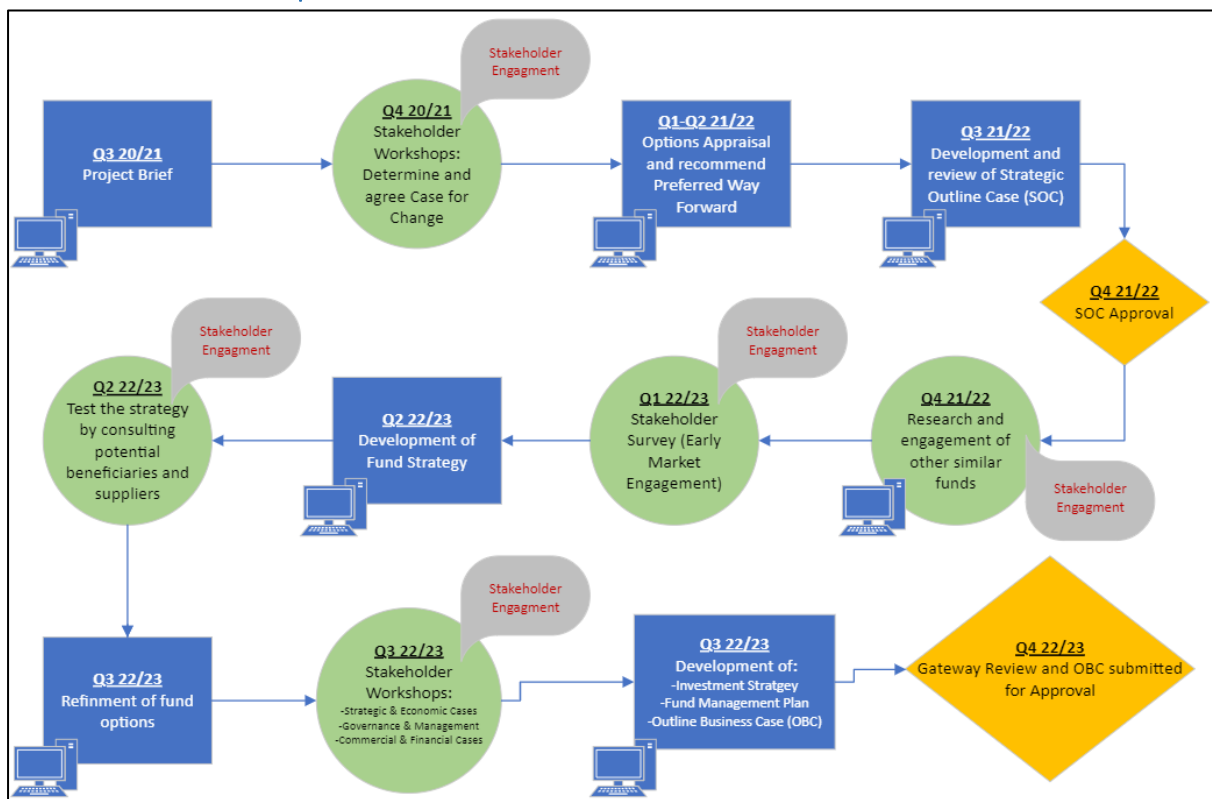 Q3 20/21
Project Brief
Stakeholder
Engagment
Q4 20/21
Stakeholder
Workshops:
Determine and
agree Case for
Change
Q1-Q2 21/22
Options Appraisal
and recommend
Preferred Way
Forward
Q3 21/22
Development and
review of Strategic
Outline Case (SOC)
Q4 21/22
SOC Approval
Q4 21/22
Research and
engagement of
other similar
funds
Stakeholder
Engagment
Stakeholder
Engagment
Q1 22/23
Stakeholder
Survey (Early
Market
Engagement)
Q2 22/23
Development of
Fund Strategy
Stakeholder
Engagment
Q2 22/23
Test the strategy
by consulting
potential
beneficiaries and
suppliers
Q3 22/23
Refinment of fund
options
Stakeholder
Engagment
Q3 22/23
Stakeholder
Workshops:
-Strategic & Economic Cases
-Governance & Management
-Commercial & Financial Cases
Q3 22/23
Development of:
-Investment Stratgey
-Fund Management Plan
-Outline Business Case (OBC)
Q4 22/23
Gateway Review and OBC submitted
for Approval